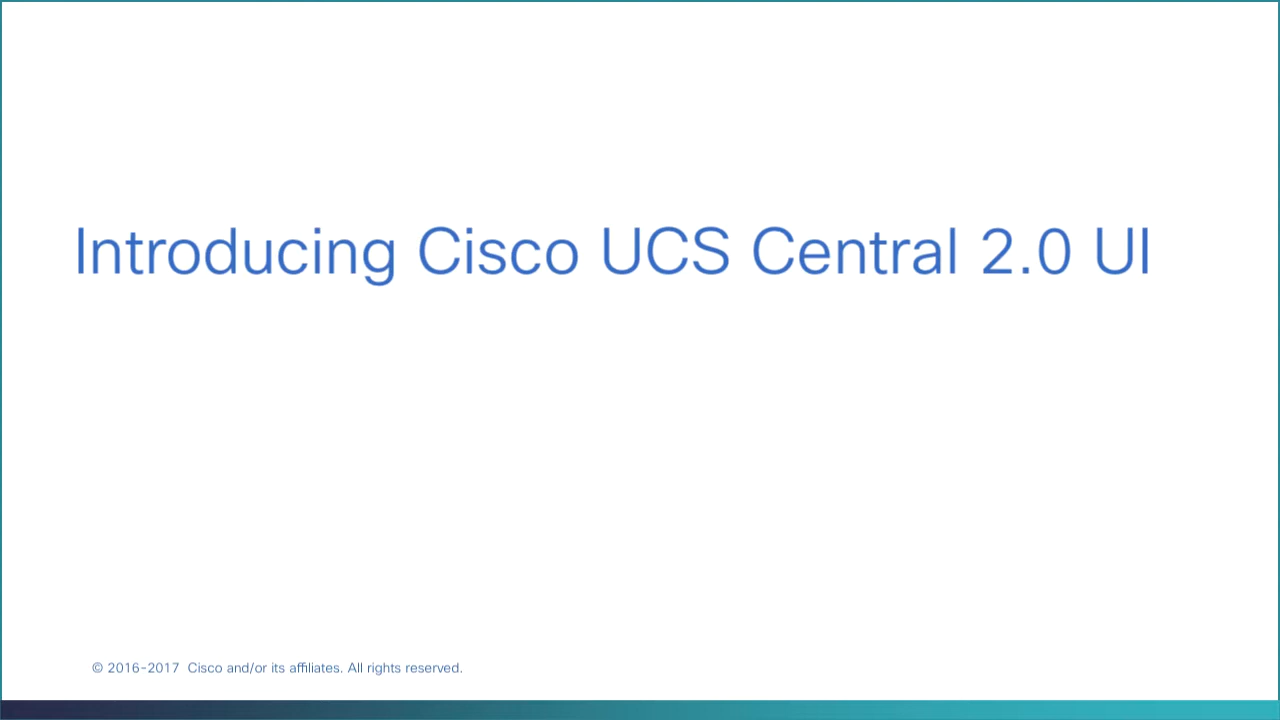 Introducing Cisco UCS Central 2.0 UI
© 2016-2017 Cisco and/or its affiliates. All rights reserved.